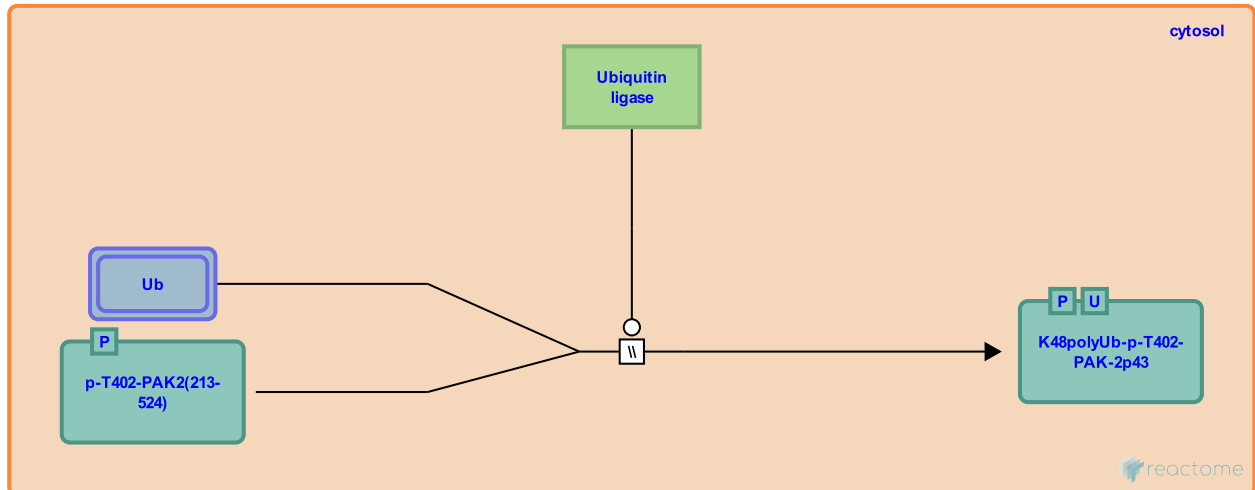 cytosol
Ubiquitin
ligase
Ub
P
p-T402-PAK2(213-
524)
\\
P U
K48polyUb-p-T402-
PAK-2p43
reactome